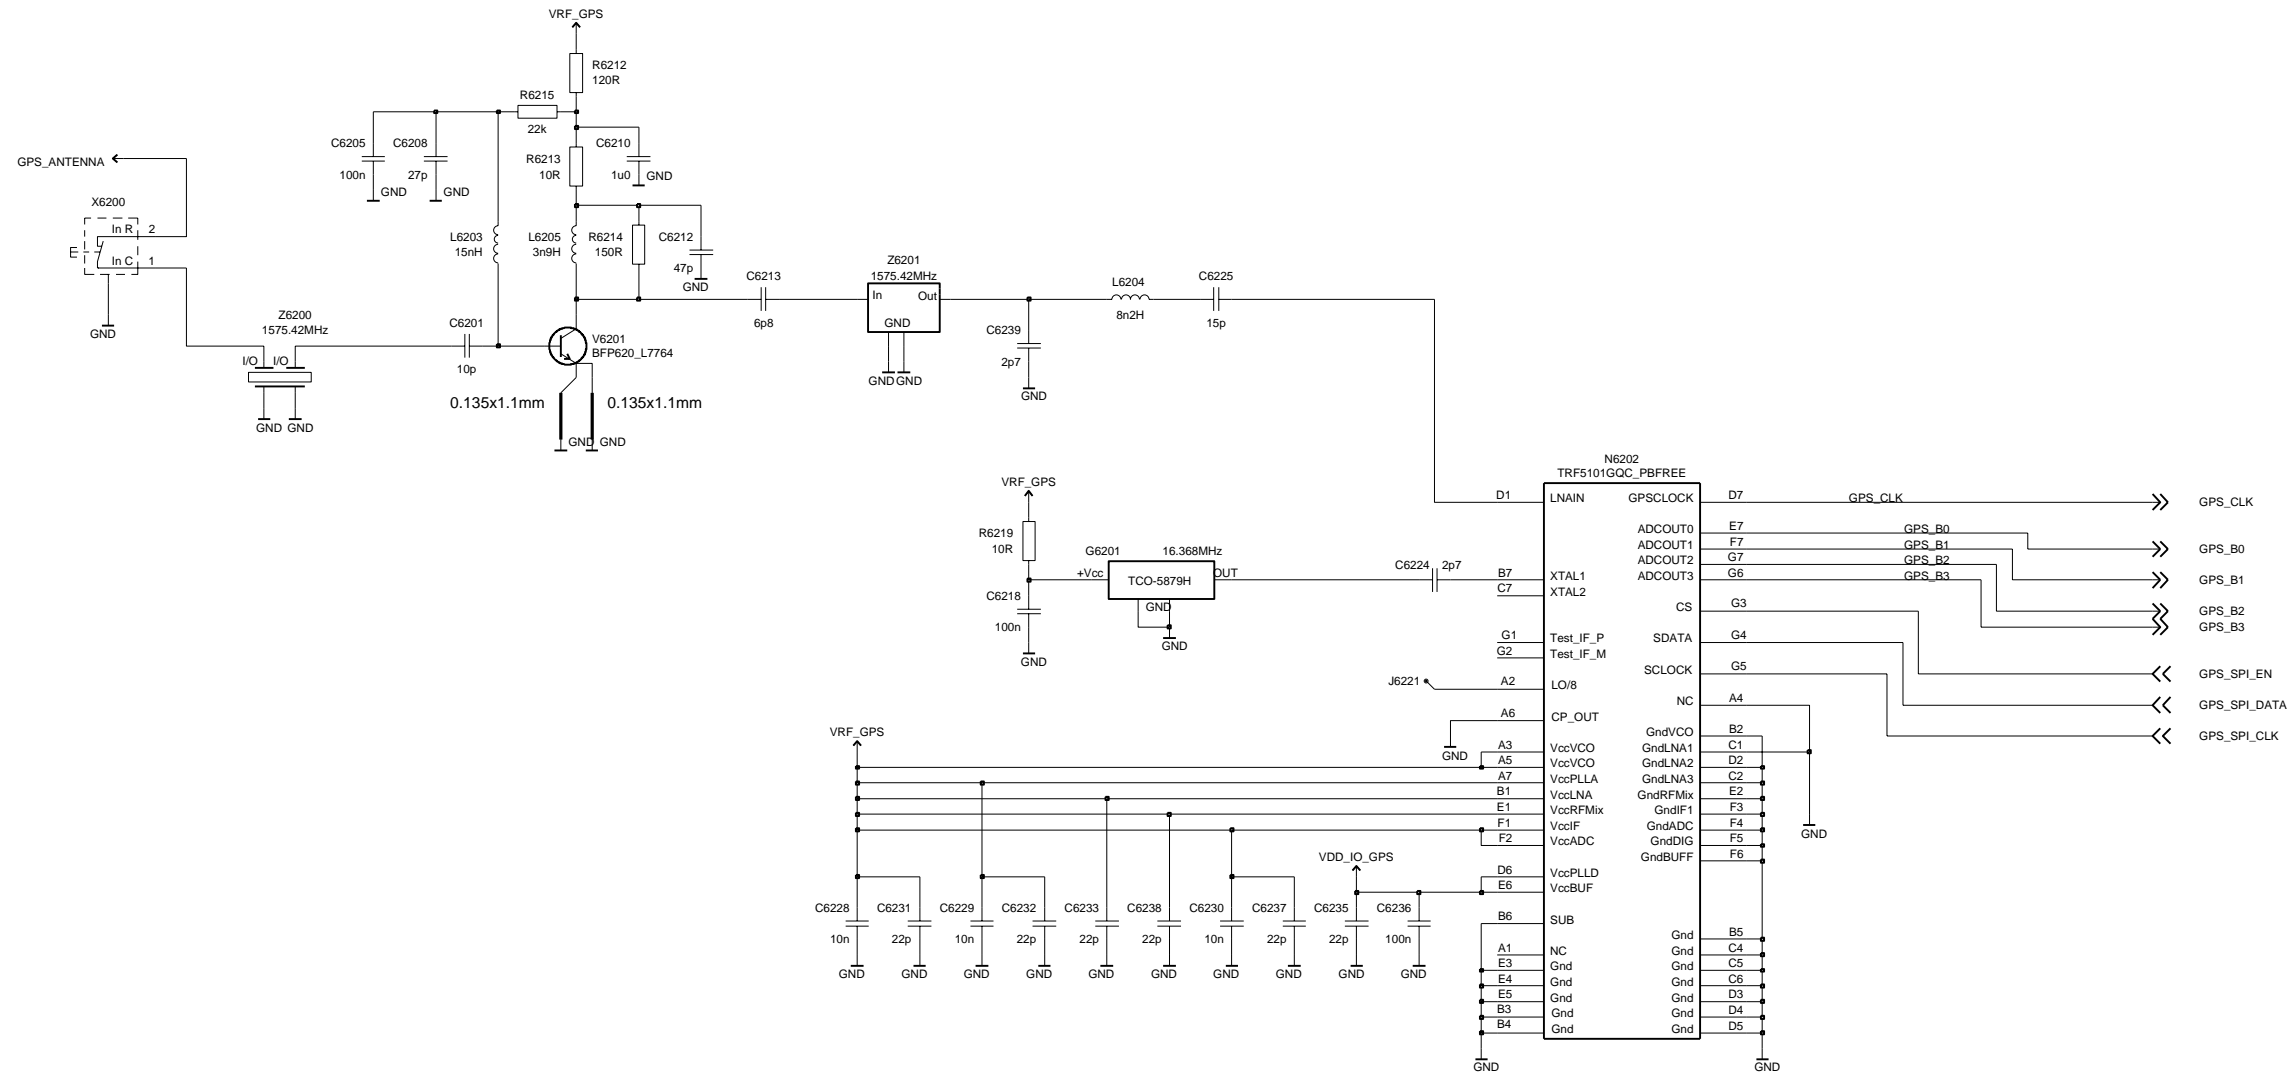 VRF_GPS
R6212
120R
R6215
22k
C6205
100n
GND
C6208
27p
GND
R6213
10R
C6210
1u0
GND
GPS_ANTENNA
X6200
In R 2
In C 1
E
GND
L6203
15nH
L6205
3n9H
R6214
150R
C6212
47p
GND
Z6200
1575.42MHz
I/O I/O
GND GND
C6201
10p
V6201
BFP620_L7764
0.135x1.1mm 0.135x1.1mm
GND GND
C6213
6p8
Z6201
1575.42MHz
In Out
GND
GND GND
C6239
2p7
GND
L6204
8n2H
C6225
15p
VRF_GPS
R6219
10R
C6218
100n
GND
G6201 16.368MHz
+Vcc TCO-5879H OUT
GND
GND
C6224 2p7
J6221
GND
N6202
TRF5101GQC_PBFREE
D1 LNAIN
B7 XTAL1
C7 XTAL2
G1 Test_IF_P
G2 Test_IF_M
A2 LO/8
A6 CP_OUT
A3 VccVCO
A5 VccVCO
A7 VccPLLA
B1 VccLNA
E1 VccRFMix
F1 VccIF
F2 VccADC
D6 VccPLLD
E6 VccBUF
B6 SUB
A1 NC
E3 Gnd
E4 Gnd
E5 Gnd
B3 Gnd
B4 Gnd
GND
GPSCLOCK D7 GPS_CLK
ADCOUT0 E7 GPS_B0
ADCOUT1 F7 GPS_B1
ADCOUT2 G7 GPS_B2
ADCOUT3 G6 GPS_B3
CS G3
SDATA G4
SCLOCK G5
NC A4
GndVCO B2
GndLNA1 C1
GndLNA2 D2
GndLNA3 C2
GndRFMix E2
GndIF1 F3
GndADC F4
GndDIG F5
GndBUFF F6
Gnd B5
Gnd C4
Gnd C5
Gnd C6
Gnd D3
Gnd D4
Gnd D5
GND
GND
GPS_CLK
GPS_B0
GPS_B1
GPS_B2
GPS_B3
GPS_SPI_EN
GPS_SPI_DATA
GPS_SPI_CLK
VRF_GPS
VDD_IO_GPS
C6228 C6231 C6229 C6232 C6233 C6238 C6230 C6237 C6235 C6236
10n 22p 10n 22p 22p 22p 10n 22p 22p 100n
GND GND GND GND GND GND GND GND GND GND